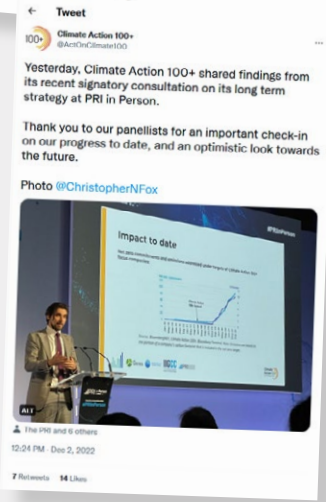 Tweet
100+
Climate Action 100+
@ActOnClimate100
Yesterday, Climate Action 100+ shared findings from
its recent signatory consultation on its long term
strategy at PRI in Person.
Thank you to our panellists for an important check-in
on our progress to date, and an optimistic look towards
the future.
Photo @ChristopherNFox
#PRIinPerson
Impact to date
ALT
The PRI and 6 others
12:24 PM · Dec 2, 2022
7 Retweets 14 Likes